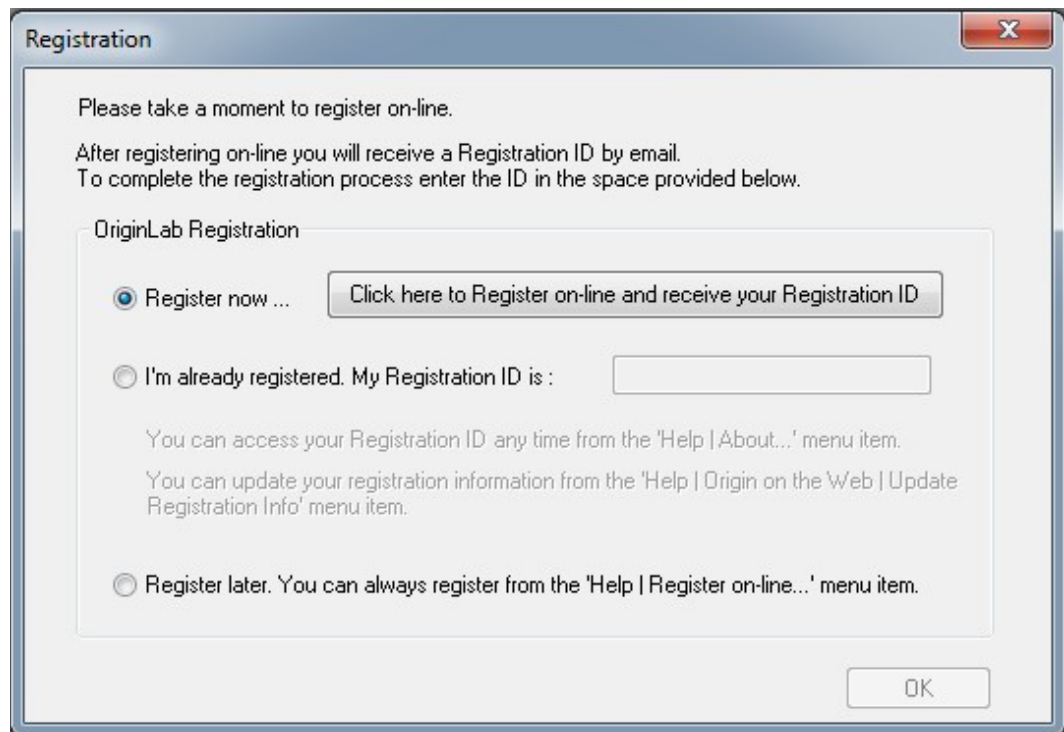 Registration
Please take a moment to register on-line.
After registering on-line you will receive a Registration ID by email.
To complete the registration process enter the ID in the space provided below.
OriginLab Registration
Register now ...
Click here to Register on-line and receive your Registration ID
I'm already registered. My Registration ID is :
You can access your Registration ID any time from the 'Help | About...' menu item.
You can update your registration information from the 'Help | Origin on the Web | Update
Registration Info' menu item.
Register later. You can always register from the 'Help | Register on-line...' menu item.
OK